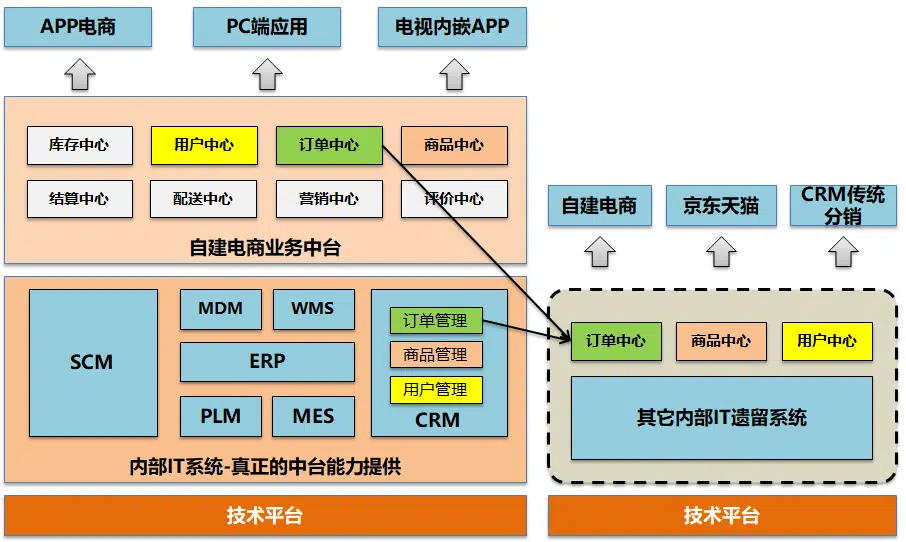 APP电商
PC端应用
电视内嵌APP
库存中心
用户中心
订单中心
商品中心
结算中心
配送中心
营销中心
评价中心
自建电商业务中台
SCM
MDM
WMS
ERP
PLM
MES
订单管理
商品管理
用户管理
CRM
内部IT系统-真正的中台能力提供
技术平台
自建电商
京东天猫
CRM传统
分销
订单中心
商品中心
用户中心
其它内部IT遗留系统
技术平台